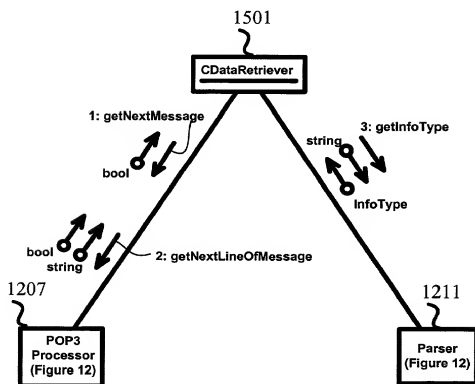 1501
CDataRetriever
1: getNextMessage
bool
3: getInfoType
string
InfoType
bool
string
2: getNextLineOfMessage
1207
POP3
Processor
(Figure 12)
1211
Parser
(Figure 12)